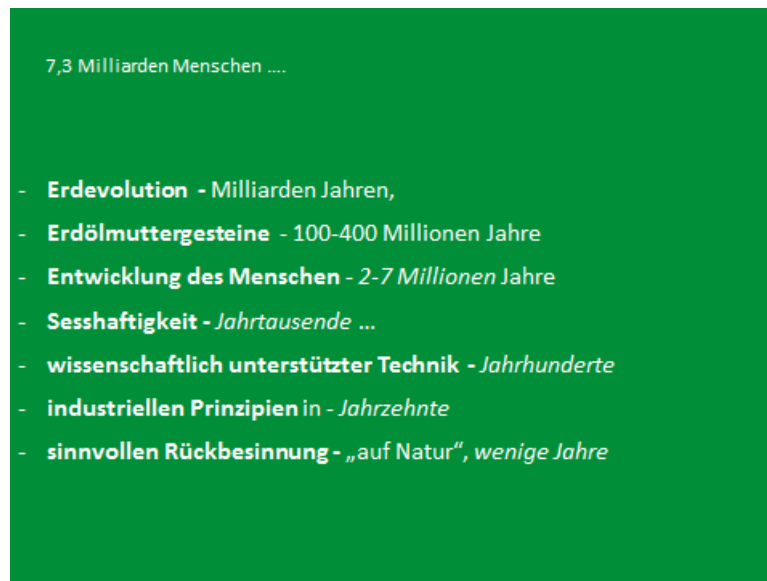 7,3 Milliarden Menschen ....
- Erdevolution - Milliarden Jahren,
- Erdölmuttergesteine - 100-400 Millionen Jahre
- Entwicklung des Menschen - 2-7 Millionen Jahre
- Sesshaftigkeit - Jahrtausende ...
- wissenschaftlich unterstützter Technik - Jahrhunderte
- industriellen Prinzipien in - Jahrzehnte
- sinnvollen Rückbesinnung - „auf Natur“, wenige Jahre